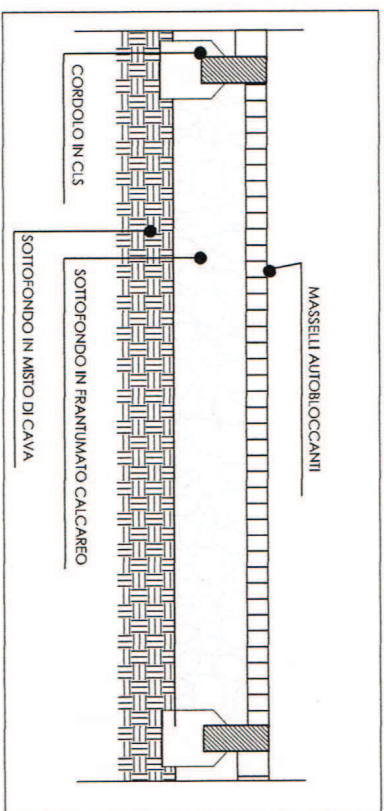 MASSELLI AUTOBLOCCANTI
CORDOLO IN CLS
SOTTOFONDO IN FRANTUMATO CALCAREO
SOTTOFONDO IN MISTO DI CAVA